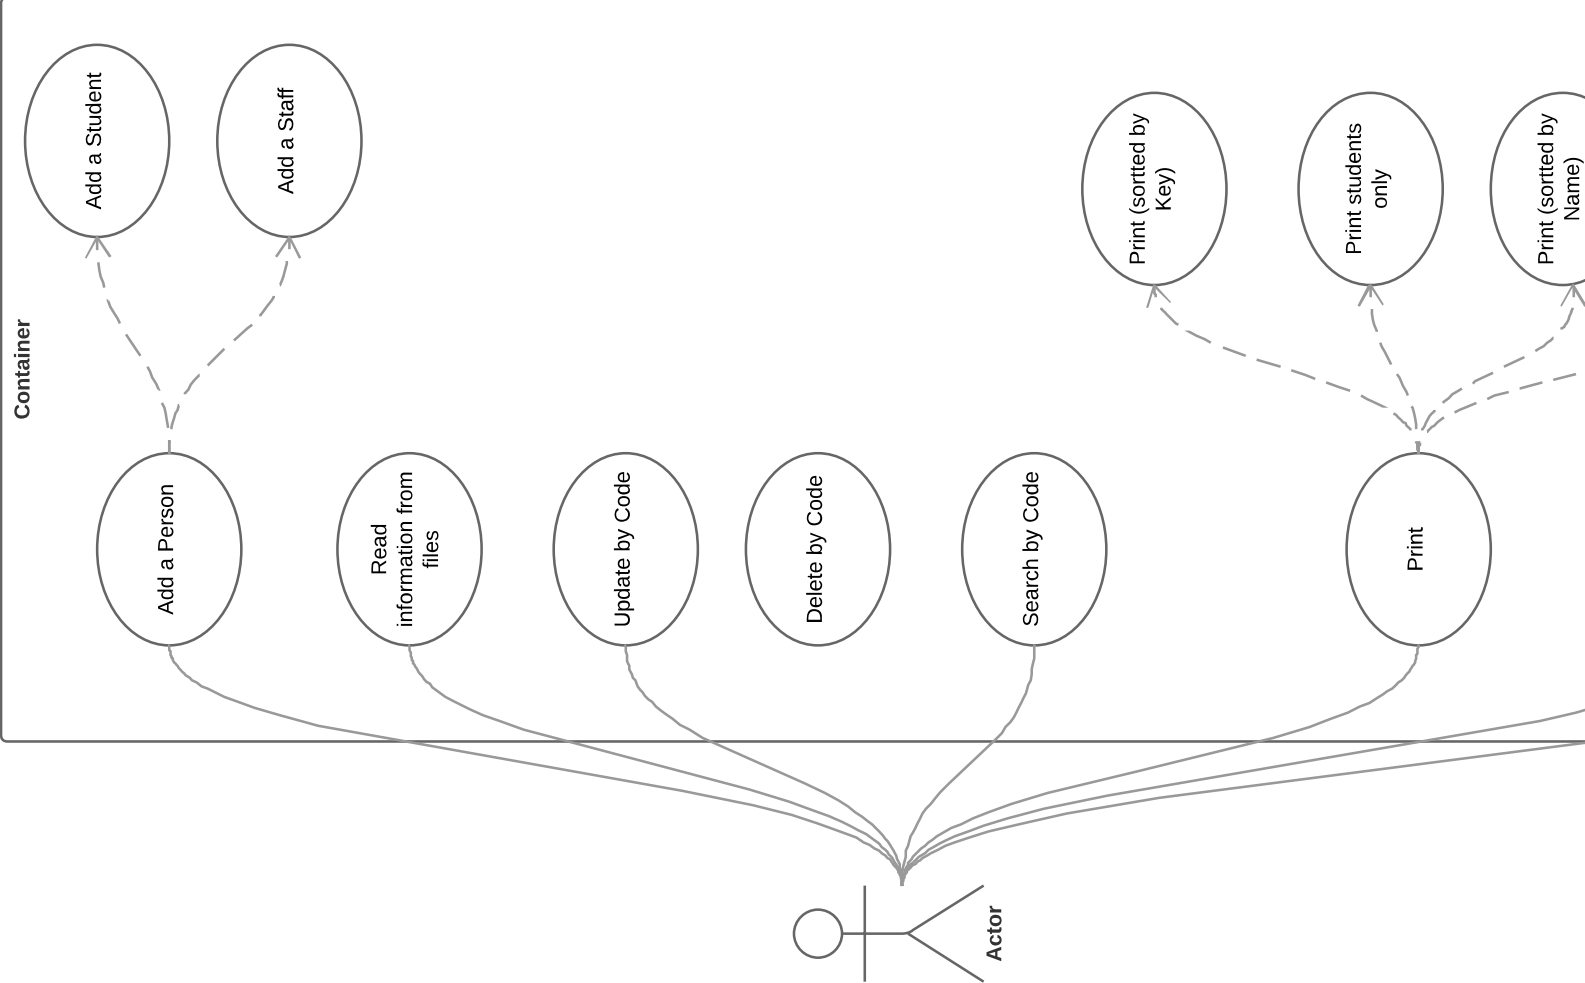 Container
Add a Student
Add a Staff
Print (sortted by
Key)
Print students
only
Print (sortted by
Name)
Add a Person
Read
information from
files
Update by Code
Delete by Code
Search by Code
Print
Actor